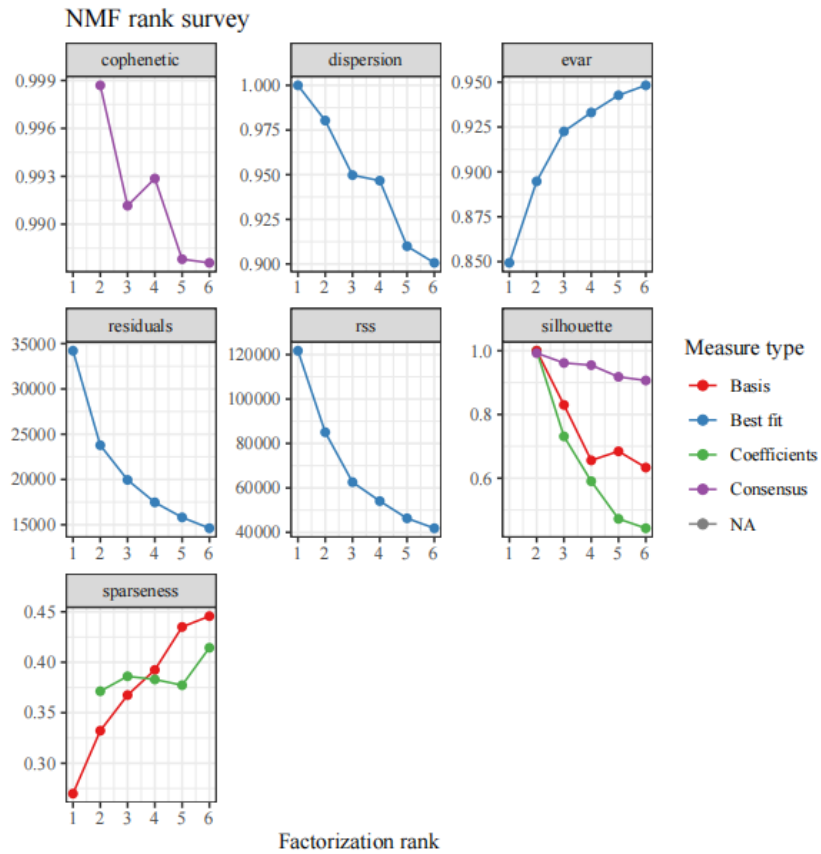 NMF rank survey
cophenetic
dispersion
evar
0.999
0.996
0.993
0.990
1 2 3 4 5 6
1.000
0.975
0.950
0.925
0.900
1 2 3 4 5 6
0.950
0.925
0.900
0.875
0.850
1 2 3 4 5 6
residuals
rss
silhouette
35000
30000
25000
20000
15000
1 2 3 4 5 6
120000
100000
80000
60000
40000
1 2 3 4 5 6
1.0
0.8
0.6
1 2 3 4 5 6
Measure type
Basis
Best fit
Coefficients
Consensus
NA
sparseness
0.45
0.40
0.35
0.30
1 2 3 4 5 6
Factorization rank